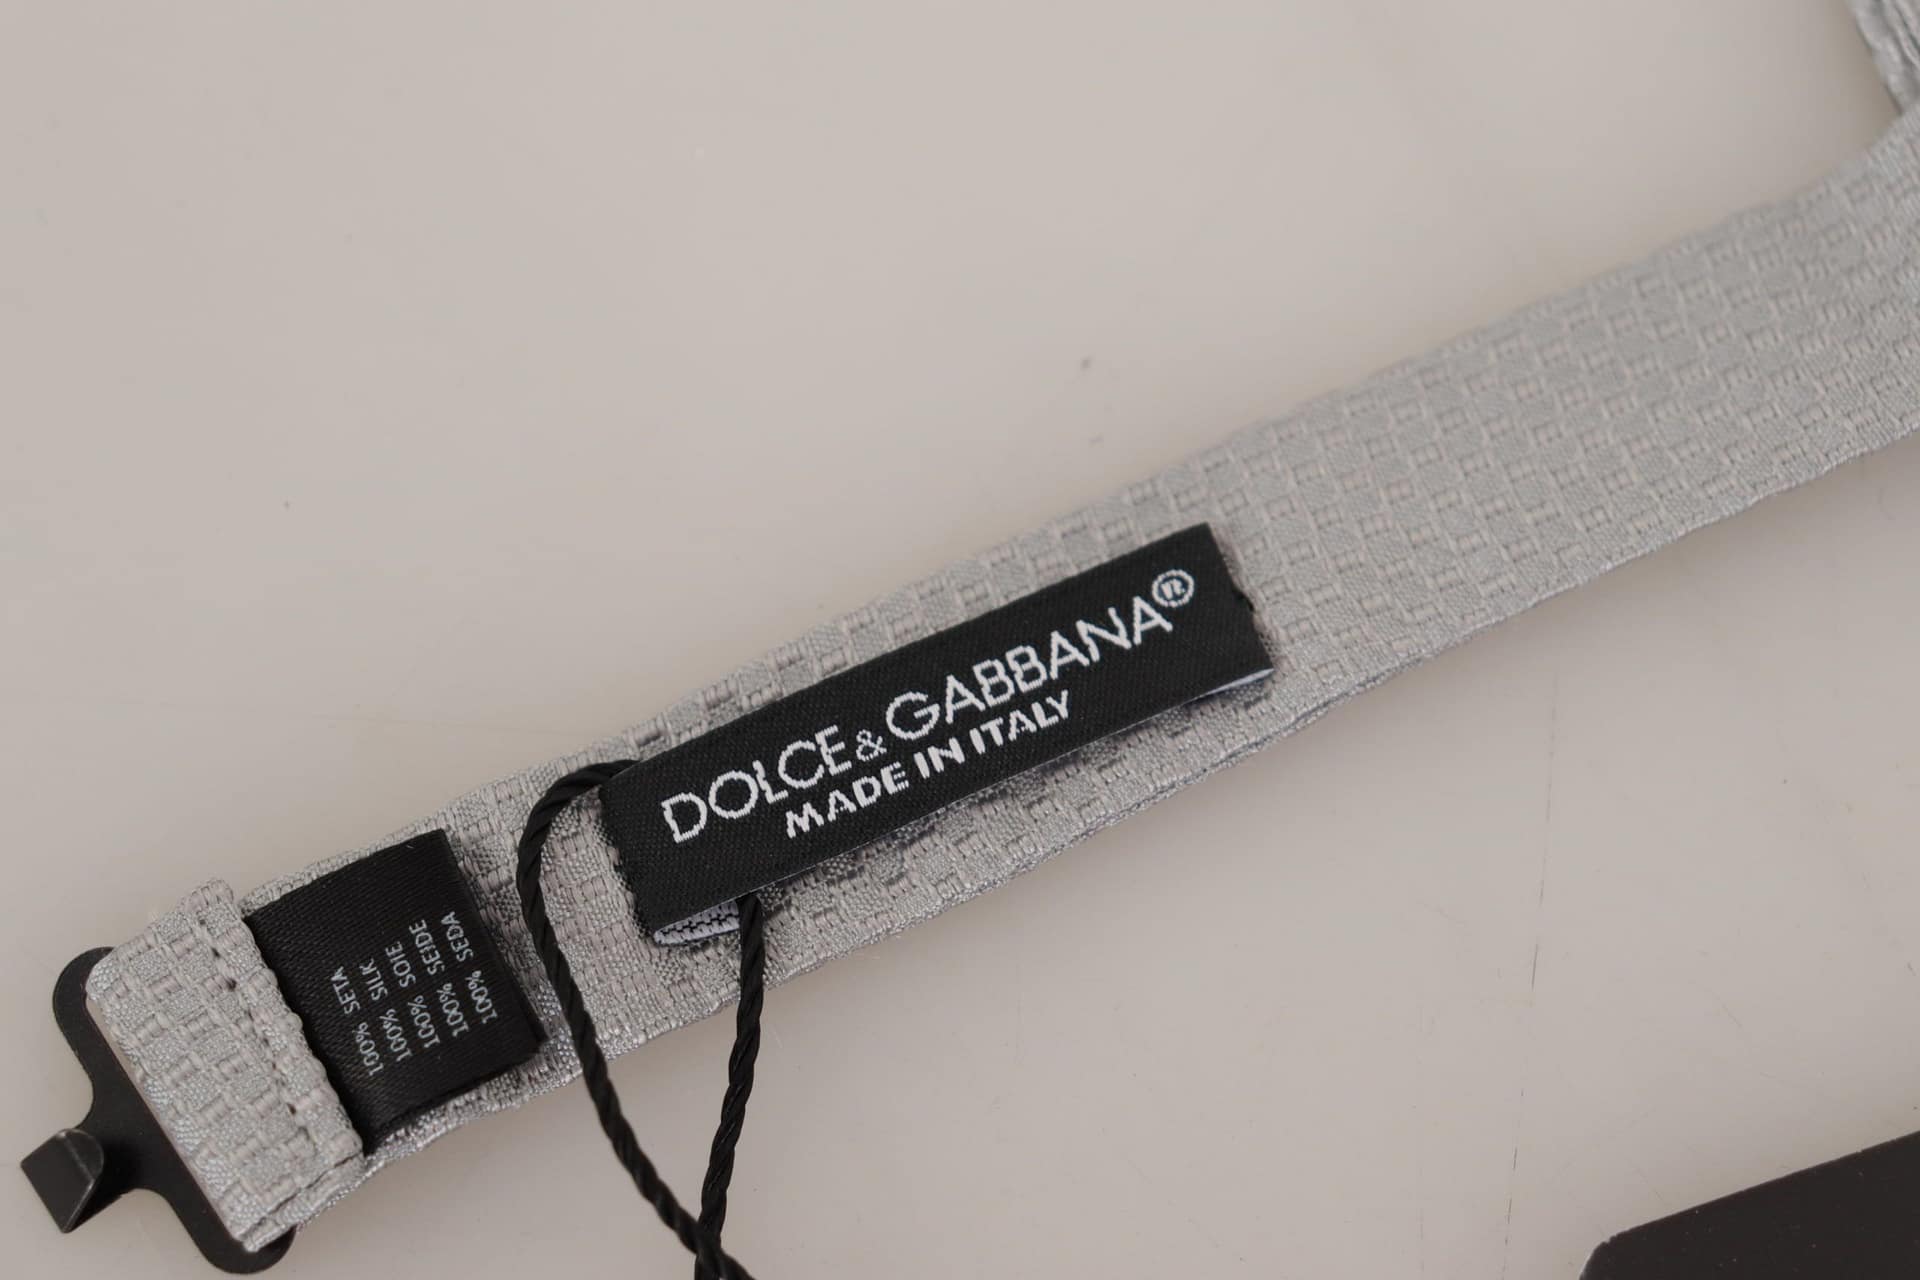 DOLCE & GABBANA®
MADE IN ITALY
100% SETA
100% SILK
100% SOIE
100% SEIDE
100% SEDA